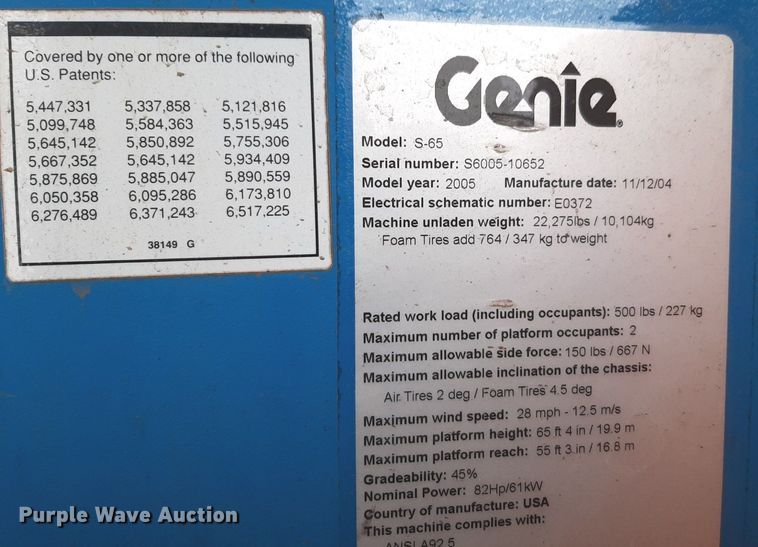 Covered by one or more of the following
U.S. Patents:
5,447,331 5,337,858 5,121,816
5,099,748 5,584,363 5,515,945
5,645,142 5,850,892 5,755,306
5,667,352 5,645,142 5,934,409
5,875,869 5,885,047 5,890,559
6,050,358 6,095,286 6,173,810
6,276,489 6,371,243 6,517,225
38149 G
Genie
Model: S-65
Serial number: S6005-10652
Model year: 2005 Manufacture date: 11/12/04
Electrical schematic number: E0372
Machine unladen weight: 22,275lbs / 10,104kg
Foam Tires add 764 / 347 kg to weight
Rated work load (including occupants): 500 lbs / 227 kg
Maximum number of platform occupants: 2
Maximum allowable side force: 150 lbs / 667 N
Maximum allowable inclination of the chassis:
Air Tires 2 deg / Foam Tires 4.5 deg
Maximum wind speed: 28 mph - 12.5 m/s
Maximum platform height: 65 ft 4 in / 19.9 m
Maximum platform reach: 55 ft 3 in / 16.8 m
Gradeability: 45%
Nominal Power: 82Hp/61kW
Country of manufacture: USA
This machine complies with:
ANSI A92.5
Purple Wave Auction